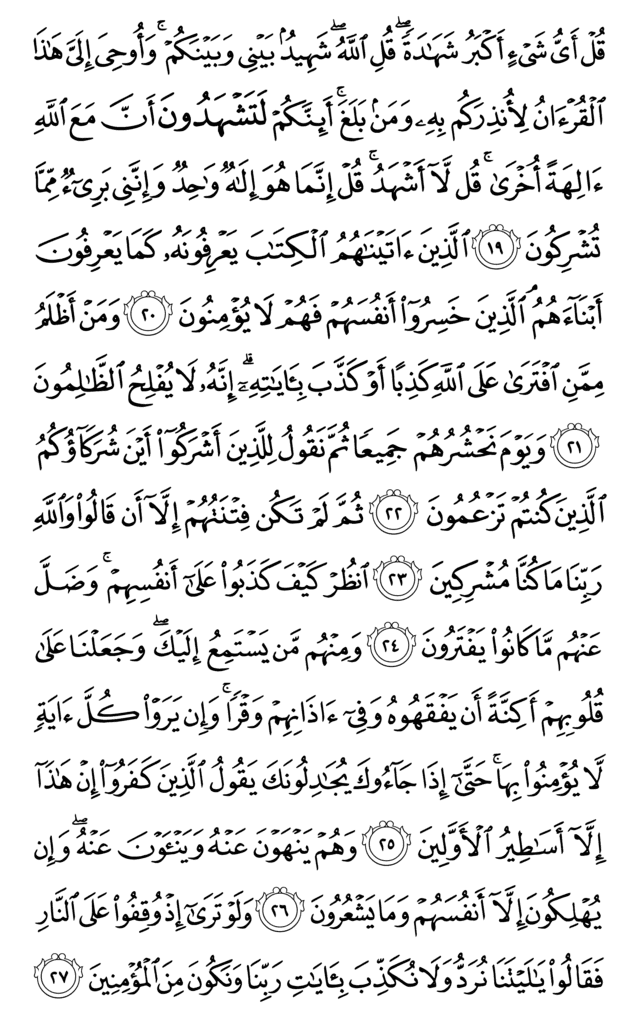 قُلْ أَىُّ شَىْءٍ أَكْبَرُ شَهَٰدَةًۖ قُلِ ٱللَّهُۖ شَهِيدٌۢ بَيْنِى وَبَيْنَكُمْۚ وَأُوحِىَ إِلَىَّ هَٰذَا
ٱلْقُرْءَانُ لِأُنذِرَكُم بِهِۦ وَمَنۢ بَلَغَۚ أَئِنَّكُمْ لَتَشْهَدُونَ أَنَّ مَعَ ٱللَّهِ
ءَالِهَةً أُخْرَىٰۚ قُل لَّآ أَشْهَدُۚ قُلْ إِنَّمَا هُوَ إِلَٰهٌ وَٰحِدٌ وَإِنَّنِى بَرِىٓءٌ مِّمَّا
تُشْرِكُونَ ١٩ ٱلَّذِينَ ءَاتَيْنَٰهُمُ ٱلْكِتَٰبَ يَعْرِفُونَهُۥ كَمَا يَعْرِفُونَ
أَبْنَآءَهُمُۘ ٱلَّذِينَ خَسِرُوٓا۟ أَنفُسَهُمْ فَهُمْ لَا يُؤْمِنُونَ ٢٠ وَمَنْ أَظْلَمُ
مِمَّنِ ٱفْتَرَىٰ عَلَى ٱللَّهِ كَذِبًا أَوْ كَذَّبَ بِـَٔايَٰتِهِۦٓۗ إِنَّهُۥ لَا يُفْلِحُ ٱلظَّٰلِمُونَ
٢١ وَيَوْمَ نَحْشُرُهُمْ جَمِيعًا ثُمَّ نَقُولُ لِلَّذِينَ أَشْرَكُوٓا۟ أَيْنَ شُرَكَآؤُكُمُ
ٱلَّذِينَ كُنتُمْ تَزْعُمُونَ ٢٢ ثُمَّ لَمْ تَكُن فِتْنَتُهُمْ إِلَّآ أَن قَالُوا۟ وَٱللَّهِ
رَبِّنَا مَا كُنَّا مُشْرِكِينَ ٢٣ ٱنظُرْ كَيْفَ كَذَبُوا۟ عَلَىٰٓ أَنفُسِهِمْۚ وَضَلَّ
عَنْهُم مَّا كَانُوا۟ يَفْتَرُونَ ٢٤ وَمِنْهُم مَّن يَسْتَمِعُ إِلَيْكَۖ وَجَعَلْنَا عَلَىٰ
قُلُوبِهِمْ أَكِنَّةً أَن يَفْقَهُوهُ وَفِىٓ ءَاذَانِهِمْ وَقْرًاۚ وَإِن يَرَوْا۟ كُلَّ ءَايَةٍ
لَّا يُؤْمِنُوا۟ بِهَاۚ حَتَّىٰٓ إِذَا جَآءُوكَ يُجَٰدِلُونَكَ يَقُولُ ٱلَّذِينَ كَفَرُوٓا۟ إِنْ هَٰذَآ
إِلَّآ أَسَٰطِيرُ ٱلْأَوَّلِينَ ٢٥ وَهُمْ يَنْهَوْنَ عَنْهُ وَيَنْـَٔوْنَ عَنْهُۖ وَإِن
يُهْلِكُونَ إِلَّآ أَنفُسَهُمْ وَمَا يَشْعُرُونَ ٢٦ وَلَوْ تَرَىٰٓ إِذْ وُقِفُوا۟ عَلَى ٱلنَّارِ
فَقَالُوا۟ يَٰلَيْتَنَا نُرَدُّ وَلَا نُكَذِّبَ بِـَٔايَٰتِ رَبِّنَا وَنَكُونَ مِنَ ٱلْمُؤْمِنِينَ ٢٧